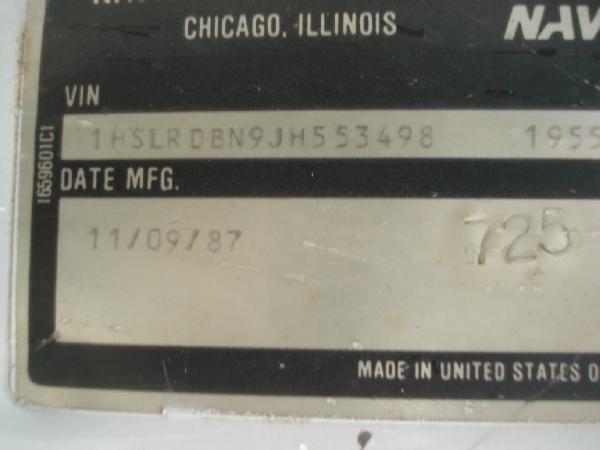 CHICAGO, ILLINOIS NAV
VIN
1HSLRDBN9JH553498 1955
1659601C1
DATE MFG.
11/09/87 725
MADE IN UNITED STATES O